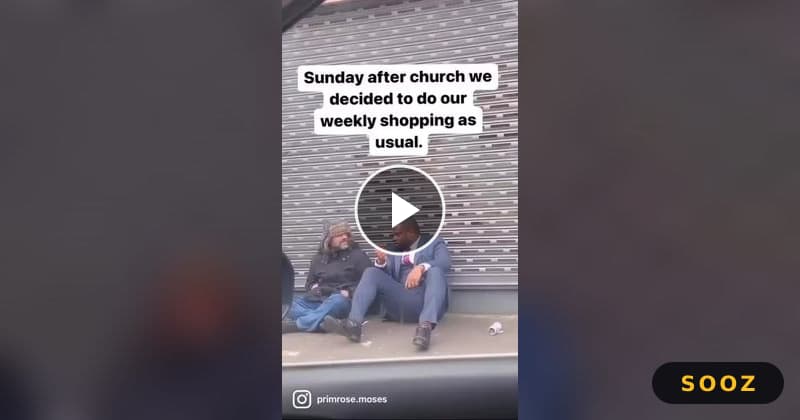 Sunday after church we
decided to do our
weekly shopping as
usual.
primrose.moses
SOOZ